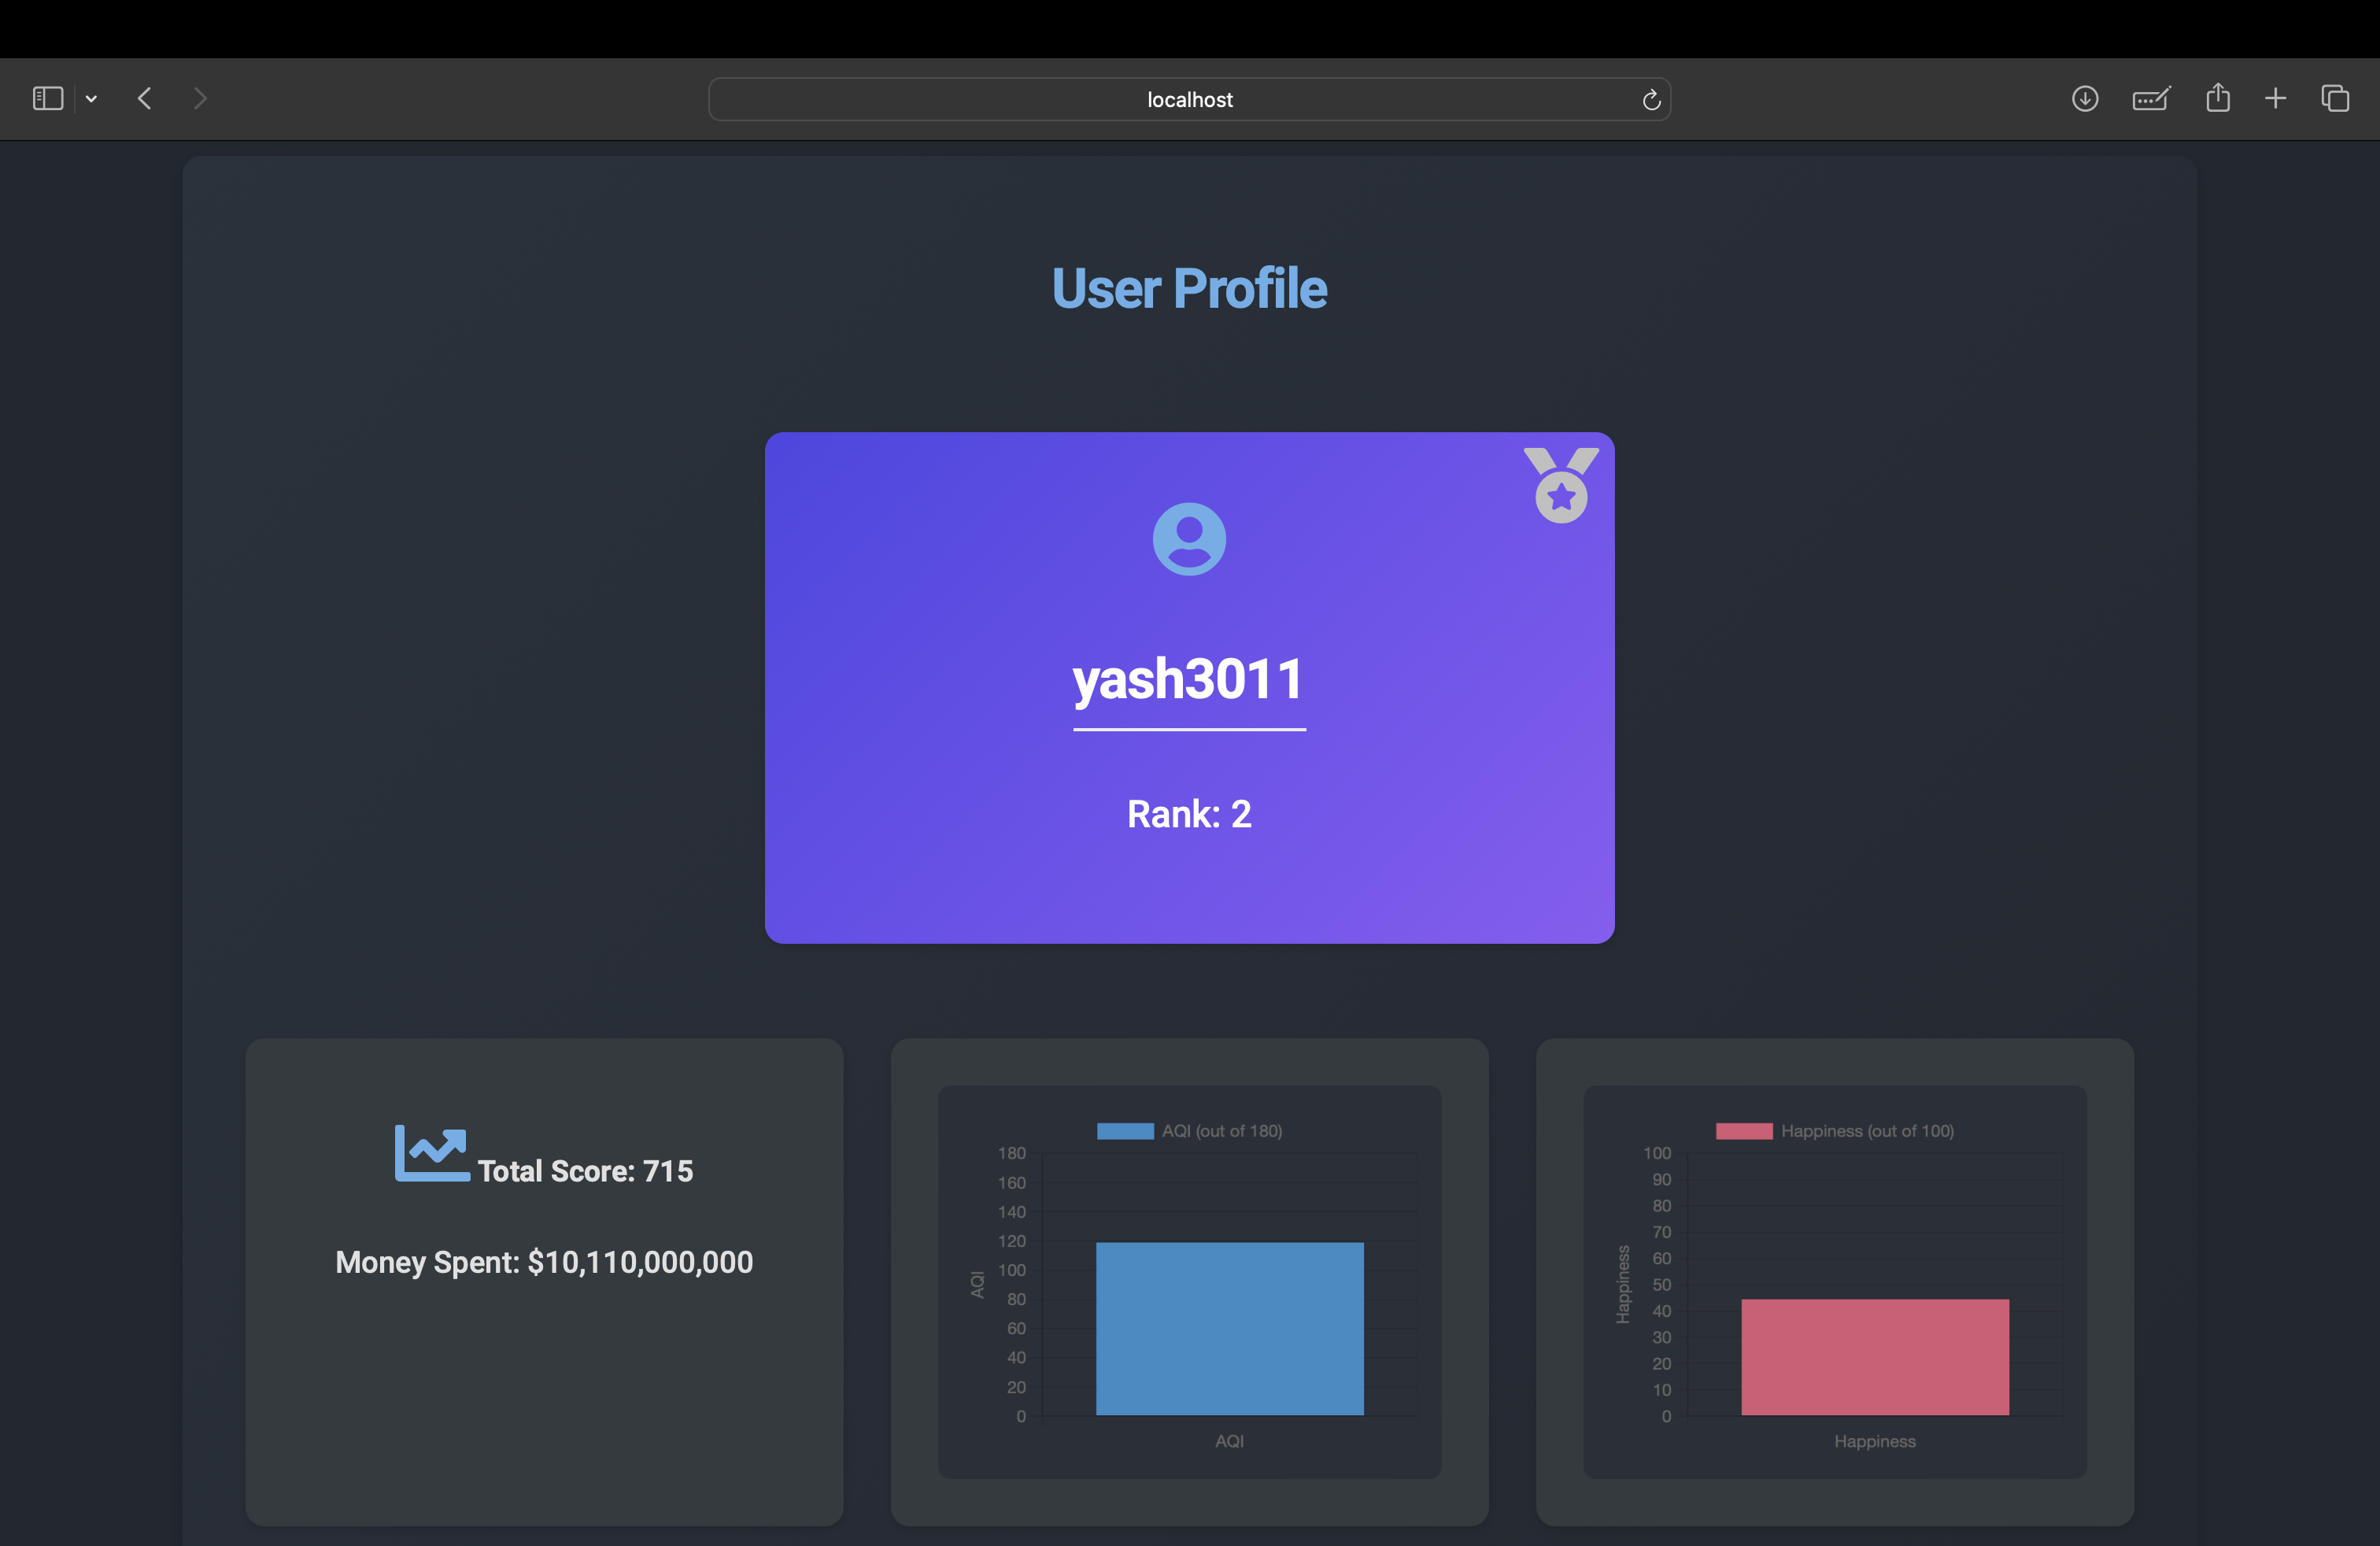 localhost
User Profile
yash3011
Rank: 2
Total Score: 715
Money Spent: $10,110,000,000
AQI (out of 180)
180
160
140
120
100
80
60
40
20
0
AQI
AQI
Happiness (out of 100)
100
90
80
70
60
50
40
30
20
10
0
Happiness
Happiness